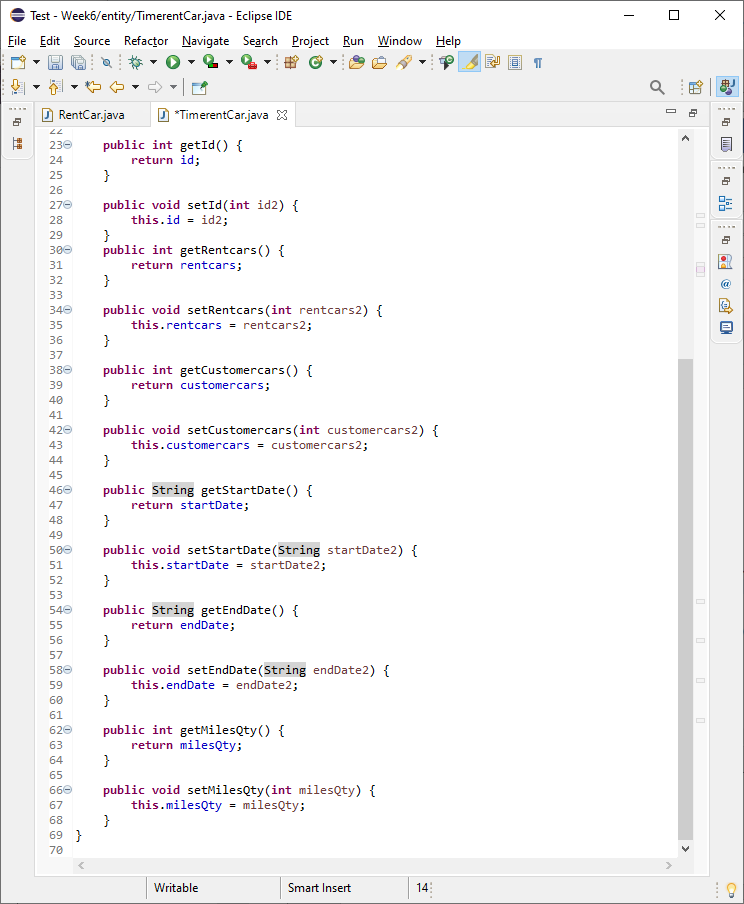 Test - Week6/entity/TimerentCar.java - Eclipse IDE
File Edit Source Refactor Navigate Search Project Run Window Help
RentCar.java *TimerentCar.java
22
23 public int getId() {
24 return id;
25 }
26
27 public void setId(int id2) {
28 this.id = id2;
29 }
30 public int getRentcars() {
31 return rentcars;
32 }
33
34 public void setRentcars(int rentcars2) {
35 this.rentcars = rentcars2;
36 }
37
38 public int getCustomercars() {
39 return customercars;
40 }
41
42 public void setCustomercars(int customercars2) {
43 this.customercars = customercars2;
44 }
45
46 public String getStartDate() {
47 return startDate;
48 }
49
50 public void setStartDate(String startDate2) {
51 this.startDate = startDate2;
52 }
53
54 public String getEndDate() {
55 return endDate;
56 }
57
58 public void setEndDate(String endDate2) {
59 this.endDate = endDate2;
60 }
61
62 public int getMilesQty() {
63 return milesQty;
64 }
65
66 public void setMilesQty(int milesQty) {
67 this.milesQty = milesQty;
68 }
69 }
70
Writable Smart Insert 14